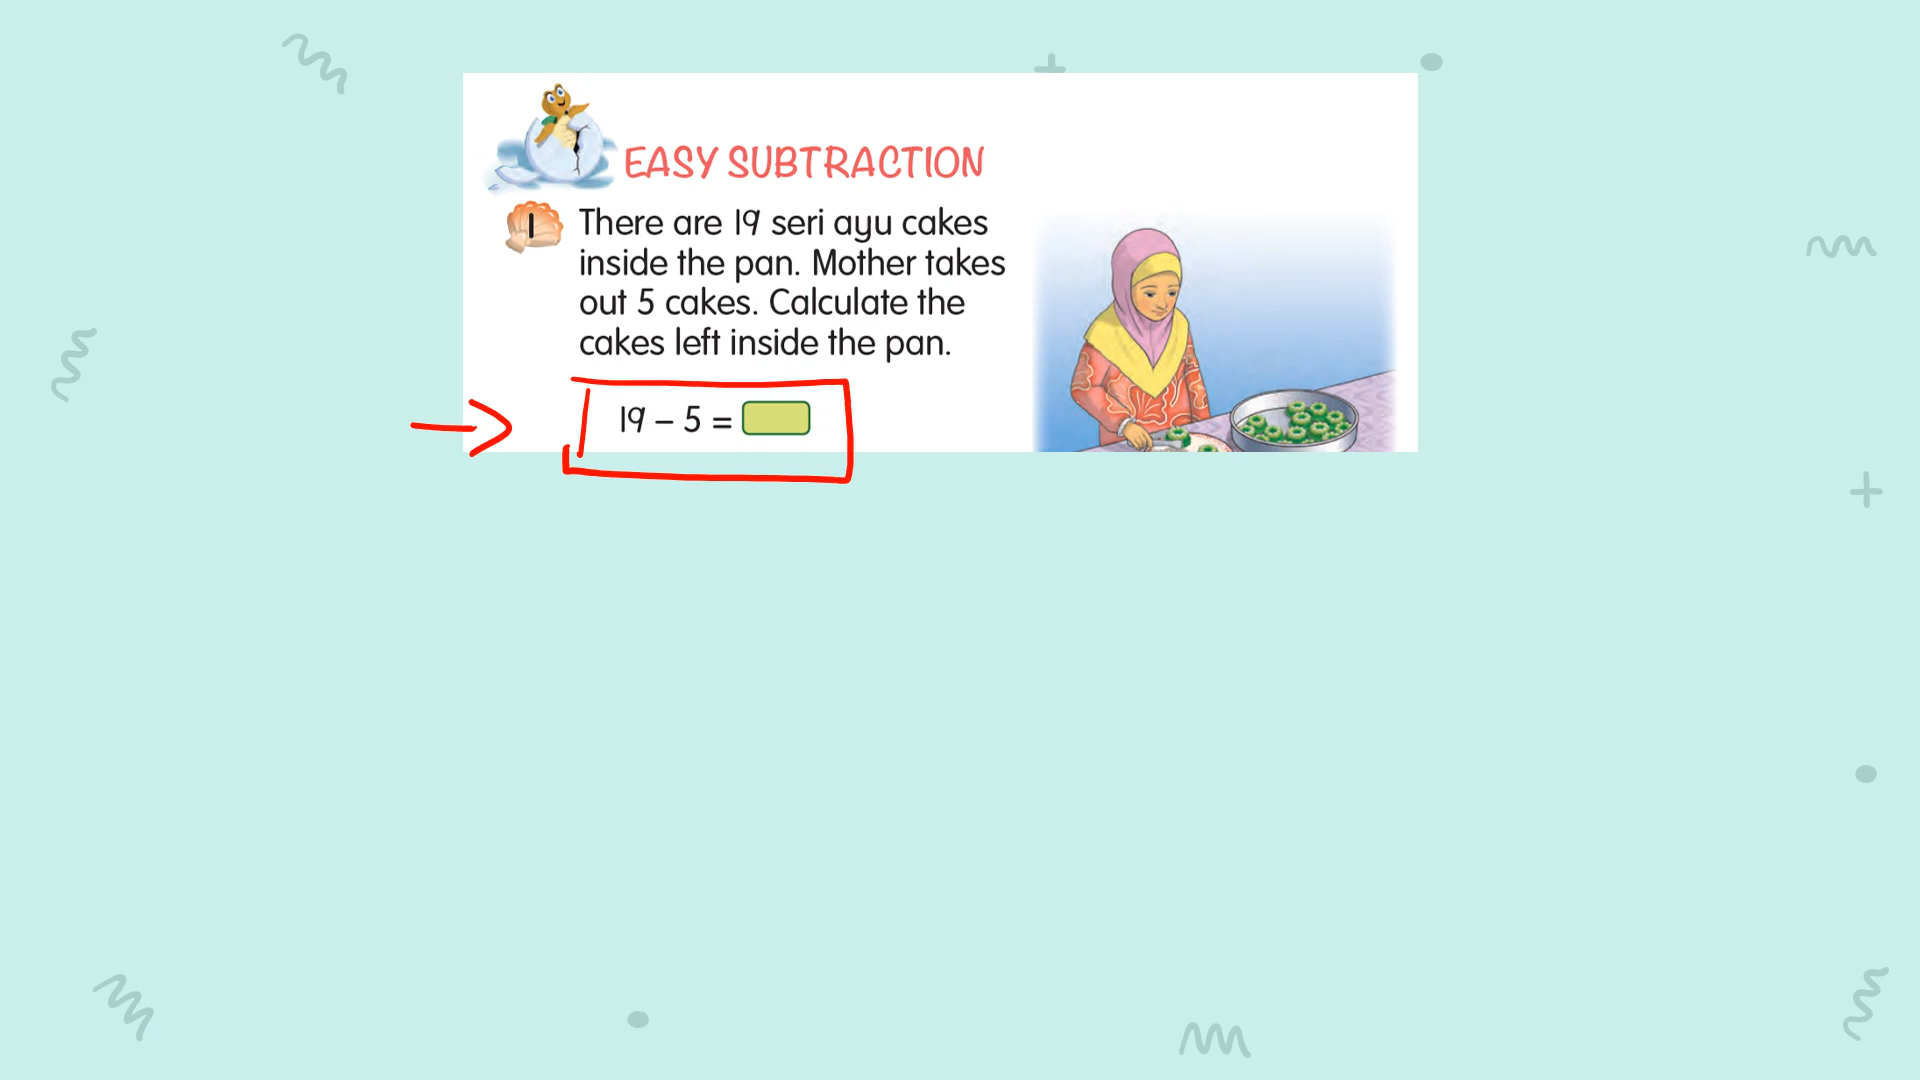 EASY SUBTRACTION
1 There are 19 seri ayu cakes
inside the pan. Mother takes
out 5 cakes. Calculate the
cakes left inside the pan.
19 – 5 =